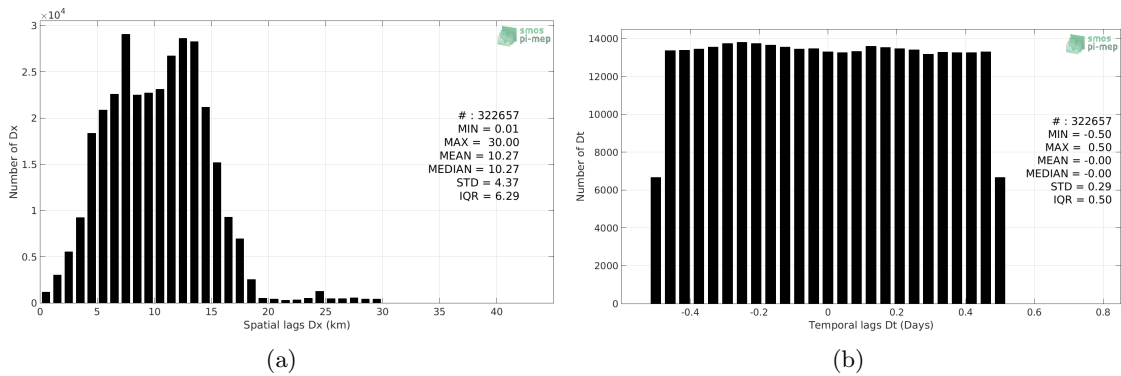 ×10⁴
3
2.5
2
1.5
1
0.5
0
Number of Dx
0 5 10 15 20 25 30 35 40
Spatial lags Dx (km)
smos
pi-mep
# : 322657
MIN = 0.01
MAX = 30.00
MEAN = 10.27
MEDIAN = 10.27
STD = 4.37
IQR = 6.29
(a)
14000
12000
10000
8000
6000
4000
2000
0
Number of Dt
-0.4 -0.2 0 0.2 0.4 0.6 0.8
Temporal lags Dt (Days)
smos
pi-mep
# : 322657
MIN = -0.50
MAX = 0.50
MEAN = -0.00
MEDIAN = -0.00
STD = 0.29
IQR = 0.50
(b)